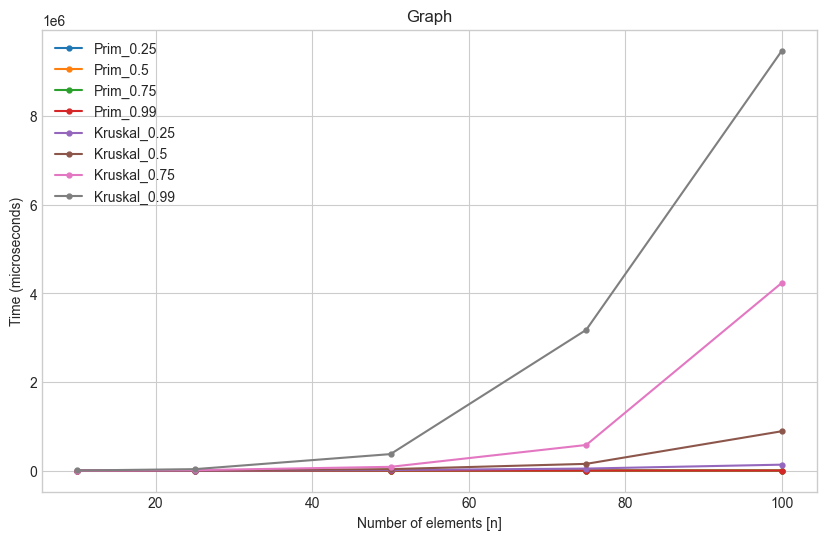 Graph
1e6
Prim_0.25
Prim_0.5
Prim_0.75
Prim_0.99
Kruskal_0.25
Kruskal_0.5
Kruskal_0.75
Kruskal_0.99
8
6
4
2
0
Time (microseconds)
20 40 60 80 100
Number of elements [n]